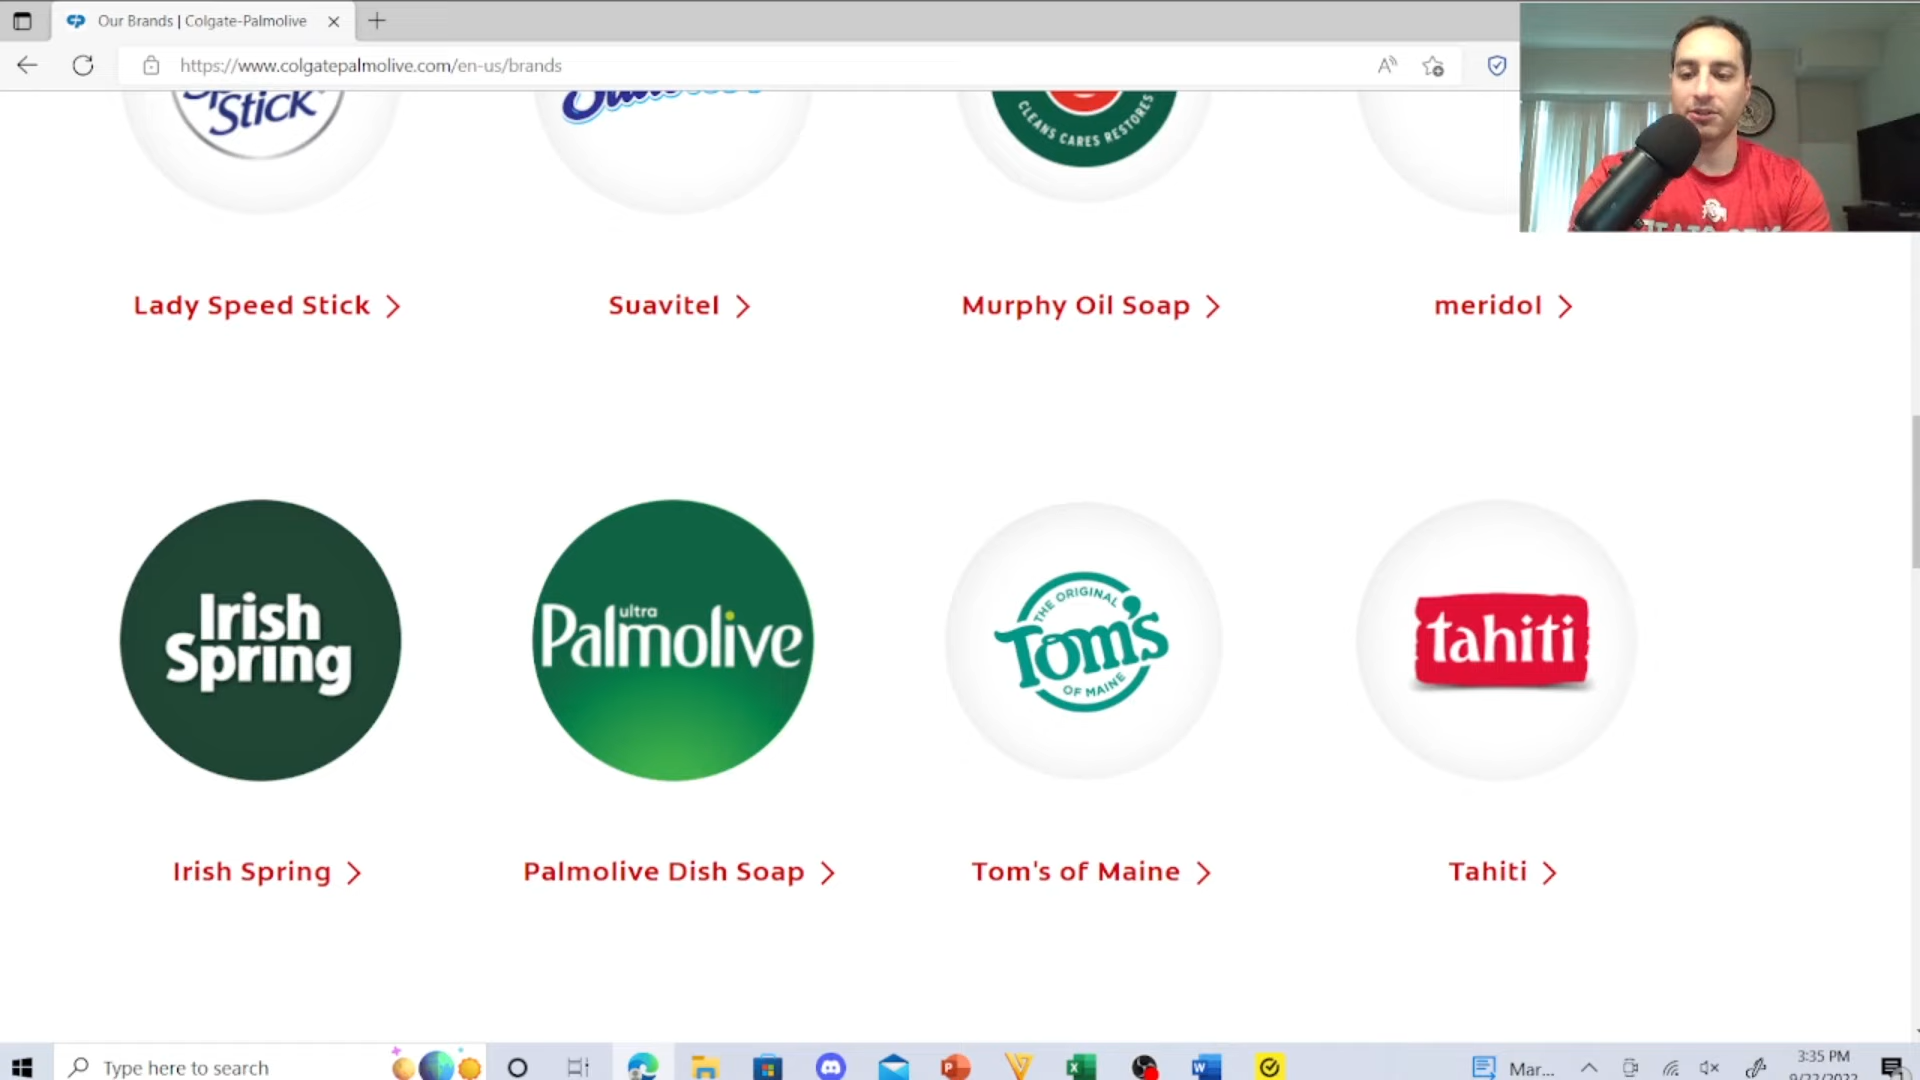 Our Brands | Colgate-Palmolive
https://www.colgatepalmolive.com/en-us/brands
Stick
CLEANS CARES RESTORES
Lady Speed Stick
Suavitel
Murphy Oil Soap
meridol
Irish
Spring
ultra
Palmolive
THE ORIGINAL
Tom's
OF MAINE
tahiti
Irish Spring
Palmolive Dish Soap
Tom's of Maine
Tahiti
Type here to search
Mar...
3:35 PM